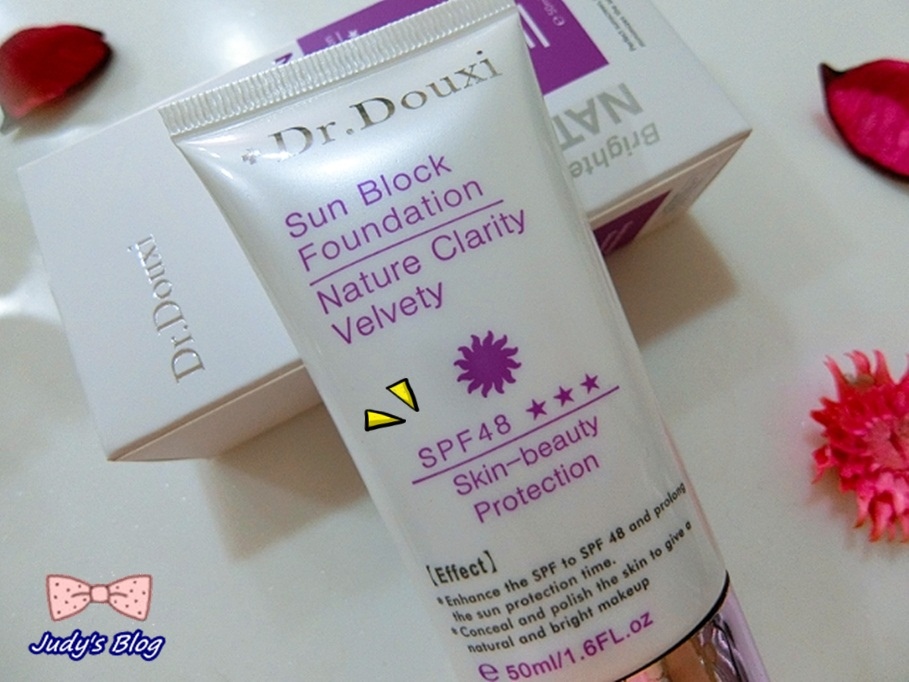 Dr.Douxi
Sun Block
Foundation
Nature Clarity
Velvety
SPF48 ★★★
Skin-beauty
Protection
【Effect】
• Enhance the SPF to SPF 48 and prolong
the sun protection time.
• Conceal and polish the skin to give a
natural and bright makeup
e 50ml/1.6FL.oz
Dr.Douxi
Brighte
NAT
Judy's Blog